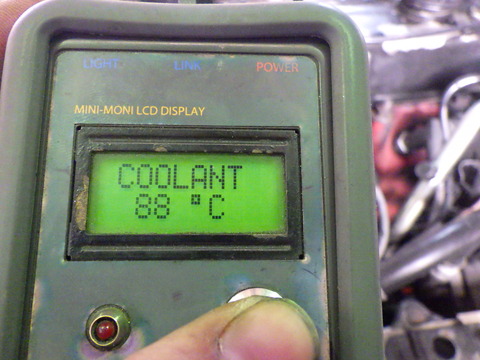 LIGHT LINK POWER
MINI-MONI LCD DISPLAY
COOLANT
88 °C